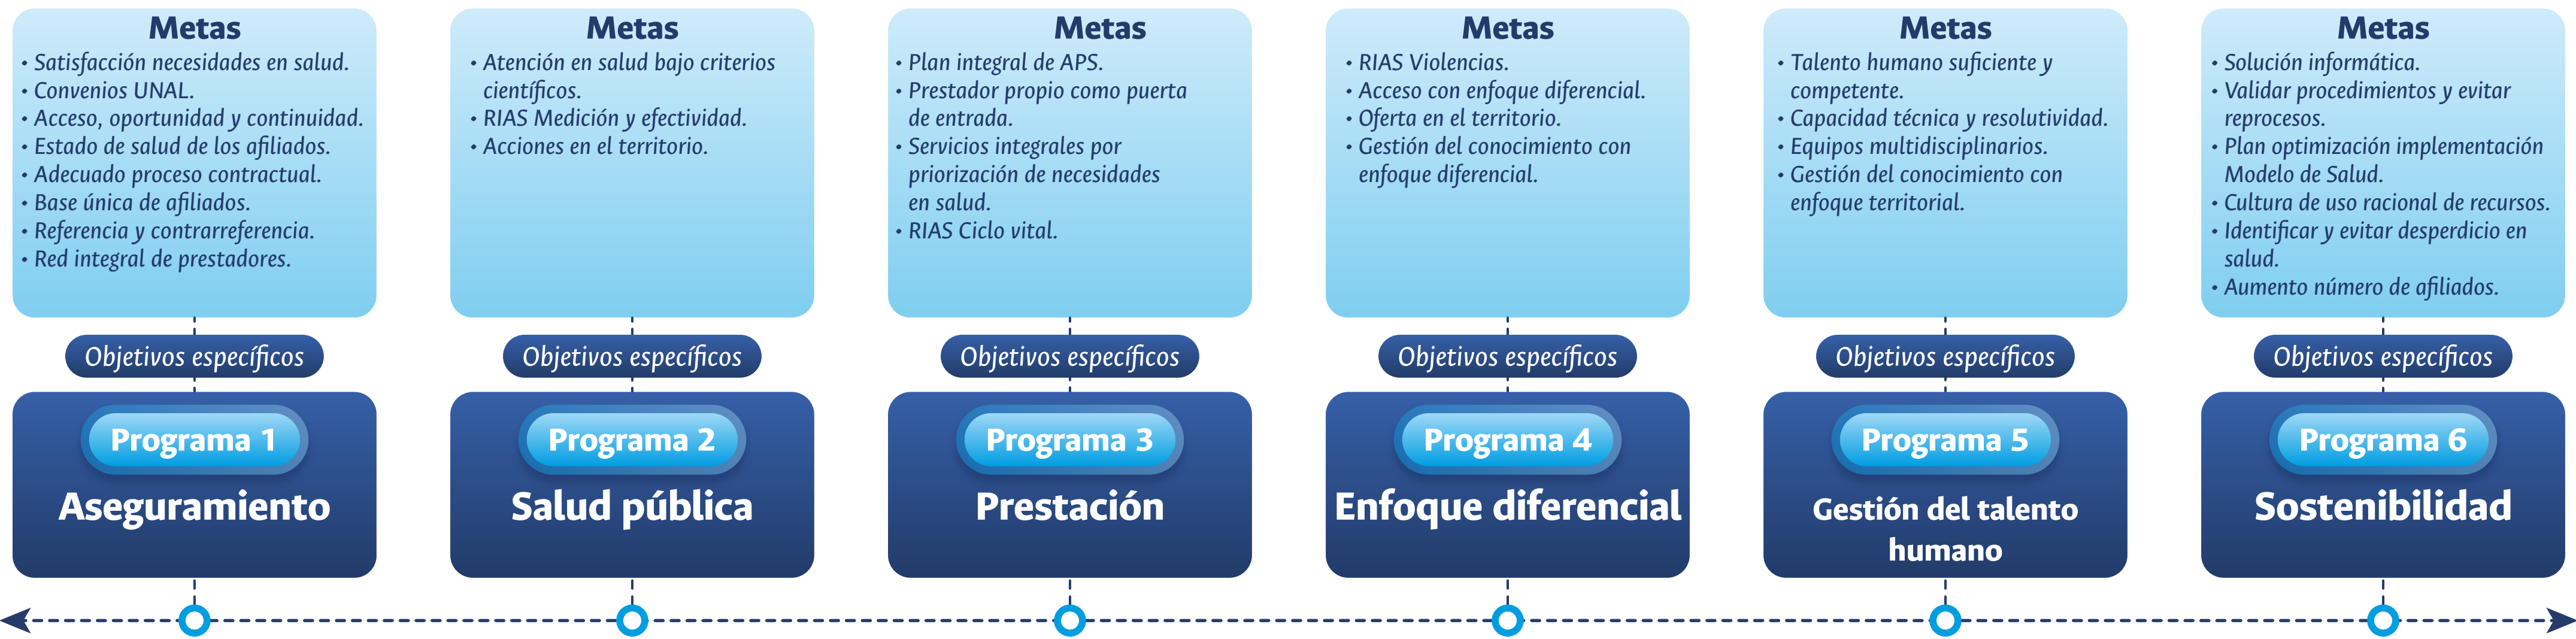 Metas
• Satisfacción necesidades en salud.
• Convenios UNAL.
• Acceso, oportunidad y continuidad.
• Estado de salud de los afiliados.
• Adecuado proceso contractual.
• Base única de afiliados.
• Referencia y contrarreferencia.
• Red integral de prestadores.
Objetivos específicos
Programa 1
Aseguramiento
Metas
• Atención en salud bajo criterios
científicos.
• RIAS Medición y efectividad.
• Acciones en el territorio.
Objetivos específicos
Programa 2
Salud pública
Metas
• Plan integral de APS.
• Prestador propio como puerta
de entrada.
• Servicios integrales por
priorización de necesidades
en salud.
• RIAS Ciclo vital.
Objetivos específicos
Programa 3
Prestación
Metas
• RIAS Violencias.
• Acceso con enfoque diferencial.
• Oferta en el territorio.
• Gestión del conocimiento con
enfoque diferencial.
Objetivos específicos
Programa 4
Enfoque diferencial
Metas
• Talento humano suficiente y
competente.
• Capacidad técnica y resolutividad.
• Equipos multidisciplinarios.
• Gestión del conocimiento con
enfoque territorial.
Objetivos específicos
Programa 5
Gestión del talento
humano
Metas
• Solución informática.
• Validar procedimientos y evitar
reprocesos.
• Plan optimización implementación
Modelo de Salud.
• Cultura de uso racional de recursos.
• Identificar y evitar desperdicio en
salud.
• Aumento número de afiliados.
Objetivos específicos
Programa 6
Sostenibilidad